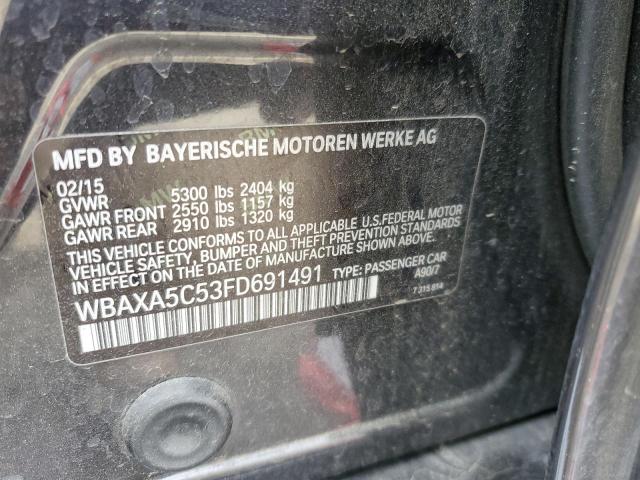 MFD BY BAYERISCHE MOTOREN WERKE AG
02/15
GVWR 5300 lbs 2404 kg
GAWR FRONT 2550 lbs 1157 kg
GAWR REAR 2910 lbs 1320 kg
THIS VEHICLE CONFORMS TO ALL APPLICABLE U.S.FEDERAL MOTOR
VEHICLE SAFETY, BUMPER, AND THEFT PREVENTION STANDARDS
IN EFFECT ON THE DATE OF MANUFACTURE SHOWN ABOVE.
WBAXA5C53FD691491 TYPE: PASSENGER CAR
A90/7
7 315 814